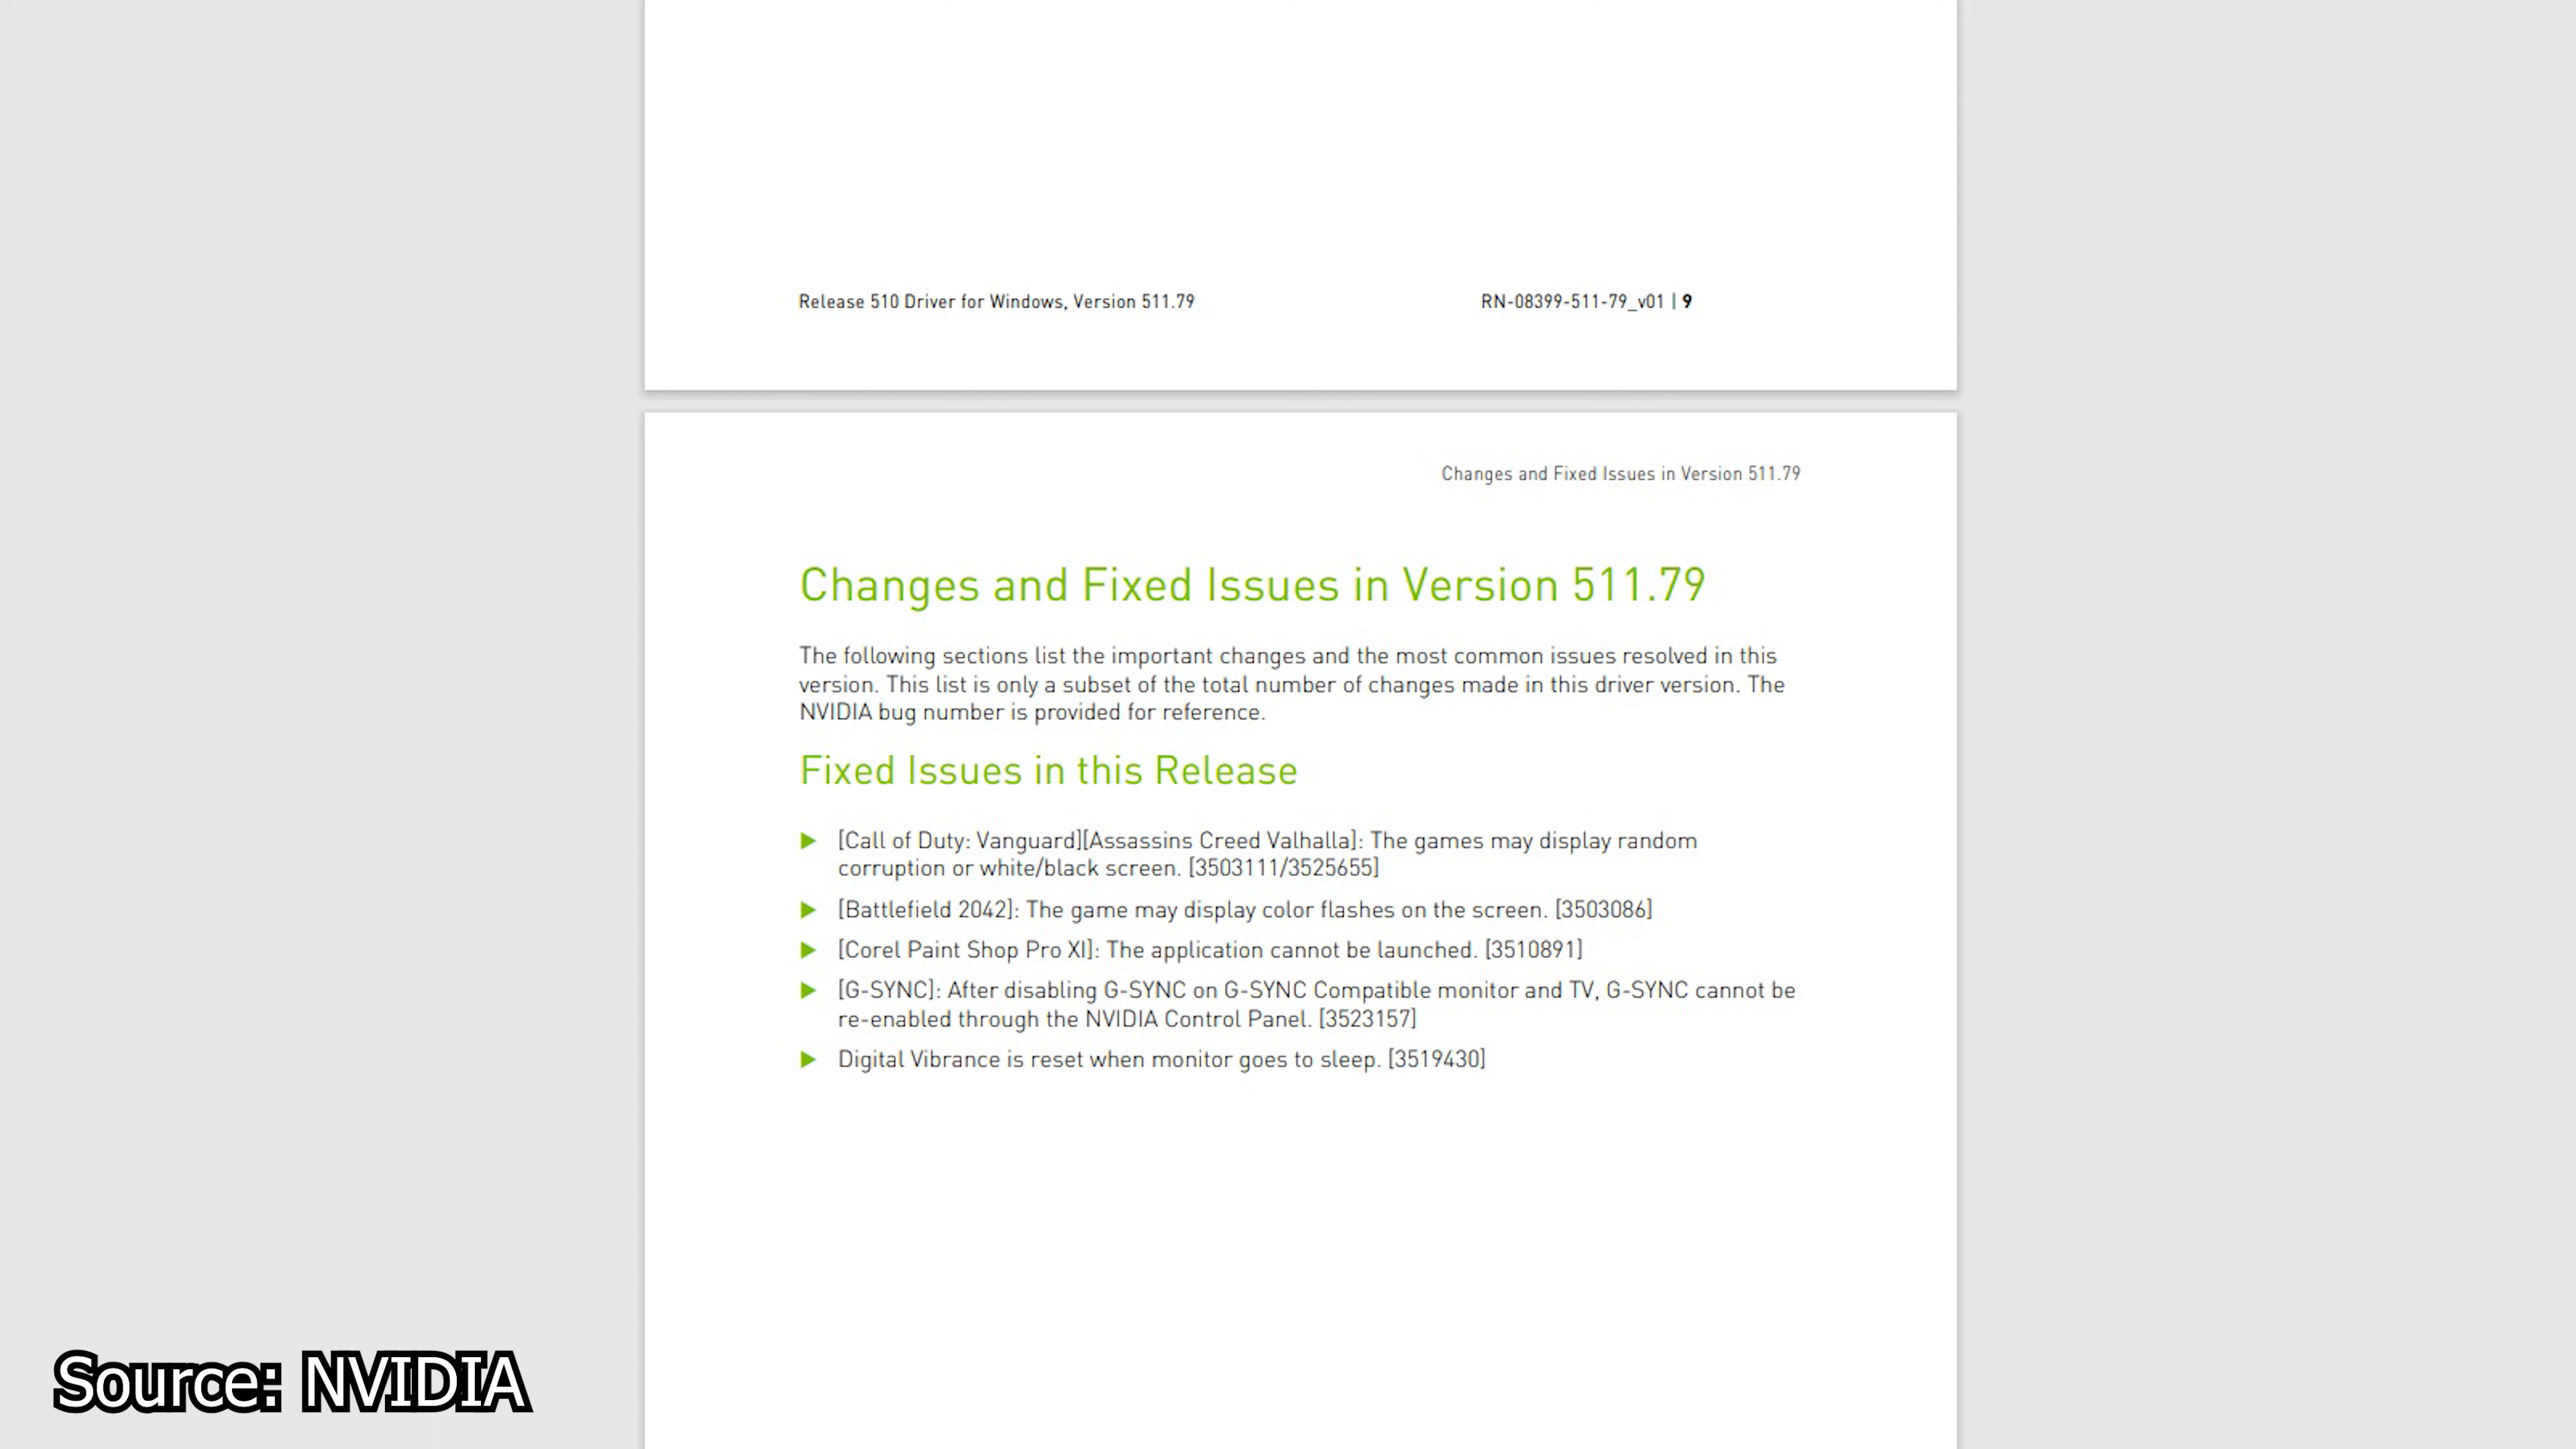 Release 510 Driver for Windows, Version 511.79
RN-08399-511-79_v01 | 9
Changes and Fixed Issues in Version 511.79
Changes and Fixed Issues in Version 511.79
The following sections list the important changes and the most common issues resolved in this
version. This list is only a subset of the total number of changes made in this driver version. The
NVIDIA bug number is provided for reference.
Fixed Issues in this Release
▶ [Call of Duty: Vanguard][Assassins Creed Valhalla]: The games may display random
corruption or white/black screen. [3503111/3525655]
▶ [Battlefield 2042]: The game may display color flashes on the screen. [3503086]
▶ [Corel Paint Shop Pro XI]: The application cannot be launched. [3510891]
▶ [G-SYNC]: After disabling G-SYNC on G-SYNC Compatible monitor and TV, G-SYNC cannot be
re-enabled through the NVIDIA Control Panel. [3523157]
▶ Digital Vibrance is reset when monitor goes to sleep. [3519430]
Source: NVIDIA